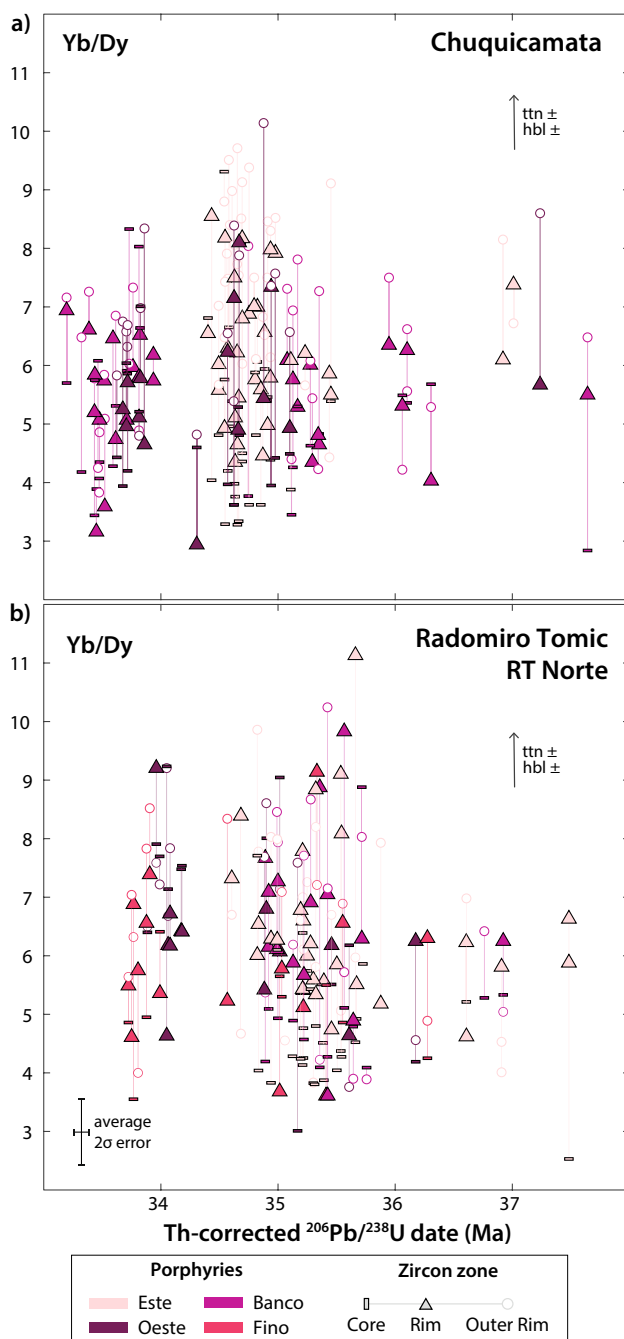 a)
Yb/Dy
Chuquicamata
ttn ±
hbl ±
11
10
9
8
7
6
5
4
3
b)
Yb/Dy
Radomiro Tomic
RT Norte
ttn ±
hbl ±
11
10
9
8
7
6
5
4
3
average
2σ error
34 35 36 37
Th-corrected ²⁰⁶Pb/²³⁸U date (Ma)
Porphyries Zircon zone
Este Banco
Oeste Fino
Core Rim Outer Rim